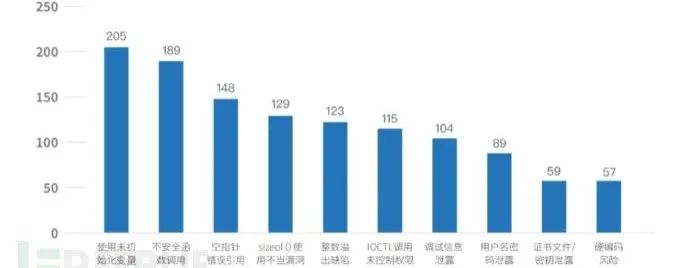 250
200
150
100
50
0
205
189
148
129
123
115
104
89
59
57
使用未初
始化变量
不安全函
数调用
空指针
错误引用
sizeof() 使
用不当漏洞
整数溢
出缺陷
IOCTL调用
未控制权限
调试信息
泄露
用户名密
码泄露
证书文件/
密钥泄露
硬编码
风险